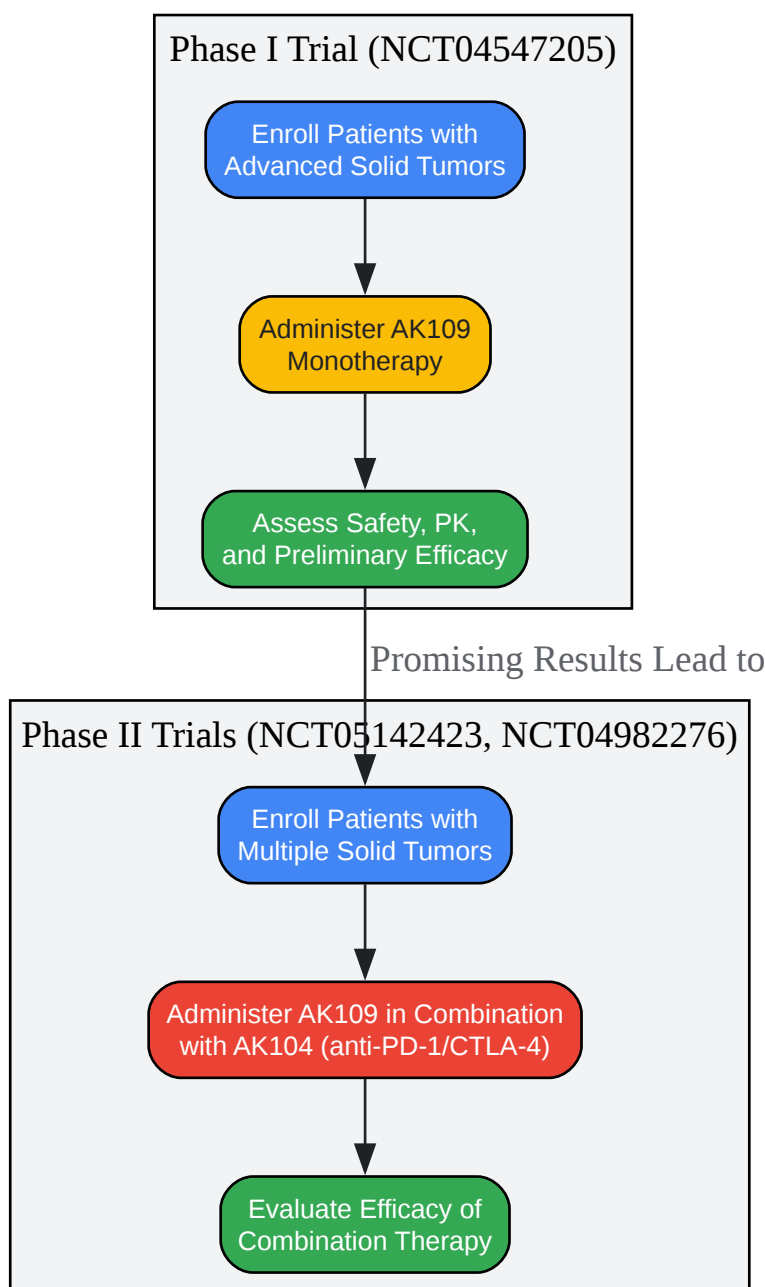 Phase I Trial (NCT04547205)
Enroll Patients with
Advanced Solid Tumors
Administer AK109
Monotherapy
Assess Safety, PK,
and Preliminary Efficacy
Promising Results Lead to
Phase II Trials (NCT05142423, NCT04982276)
Enroll Patients with
Multiple Solid Tumors
Administer AK109 in Combination
with AK104 (anti-PD-1/CTLA-4)
Evaluate Efficacy of
Combination Therapy